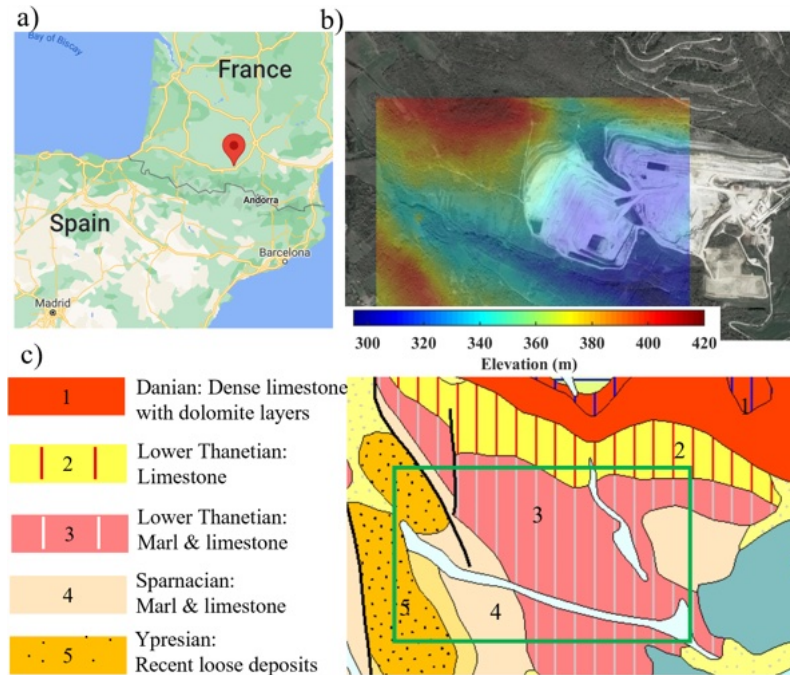 a)
Bay of Biscay
France
Andorra
Spain
Barcelona
Madrid
b)
300 320 340 360 380 400 420
Elevation (m)
c)
1 Danian: Dense limestone
with dolomite layers
2 Lower Thanetian:
Limestone
3 Lower Thanetian:
Marl & limestone
4 Sparnacian:
Marl & limestone
5 Ypresian:
Recent loose deposits
1
2
3
4
5